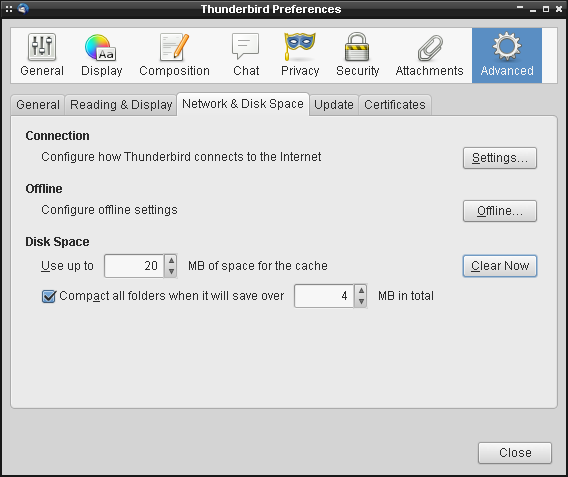 Thunderbird Preferences
General Display Composition Chat Privacy Security Attachments Advanced
General Reading & Display Network & Disk Space Update Certificates
Connection
Configure how Thunderbird connects to the Internet Settings...
Offline
Configure offline settings Offline...
Disk Space
Use up to 20 MB of space for the cache Clear Now
Compact all folders when it will save over 4 MB in total
Close